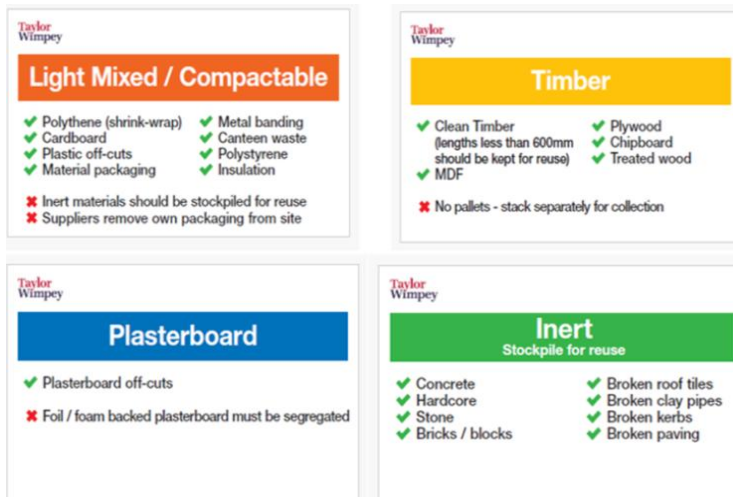 Taylor
Wimpey
Light Mixed / Compactable
Polythene (shrink-wrap)
Cardboard
Plastic off-cuts
Material packaging
Metal banding
Canteen waste
Polystyrene
Insulation
Inert materials should be stockpiled for reuse
Suppliers remove own packaging from site
Taylor
Wimpey
Timber
Clean Timber
(lengths less than 600mm
should be kept for reuse)
MDF
Plywood
Chipboard
Treated wood
No pallets - stack separately for collection
Taylor
Wimpey
Plasterboard
Plasterboard off-cuts
Foil / foam backed plasterboard must be segregated
Taylor
Wimpey
Inert
Stockpile for reuse
Concrete
Hardcore
Stone
Bricks / blocks
Broken roof tiles
Broken clay pipes
Broken kerbs
Broken paving